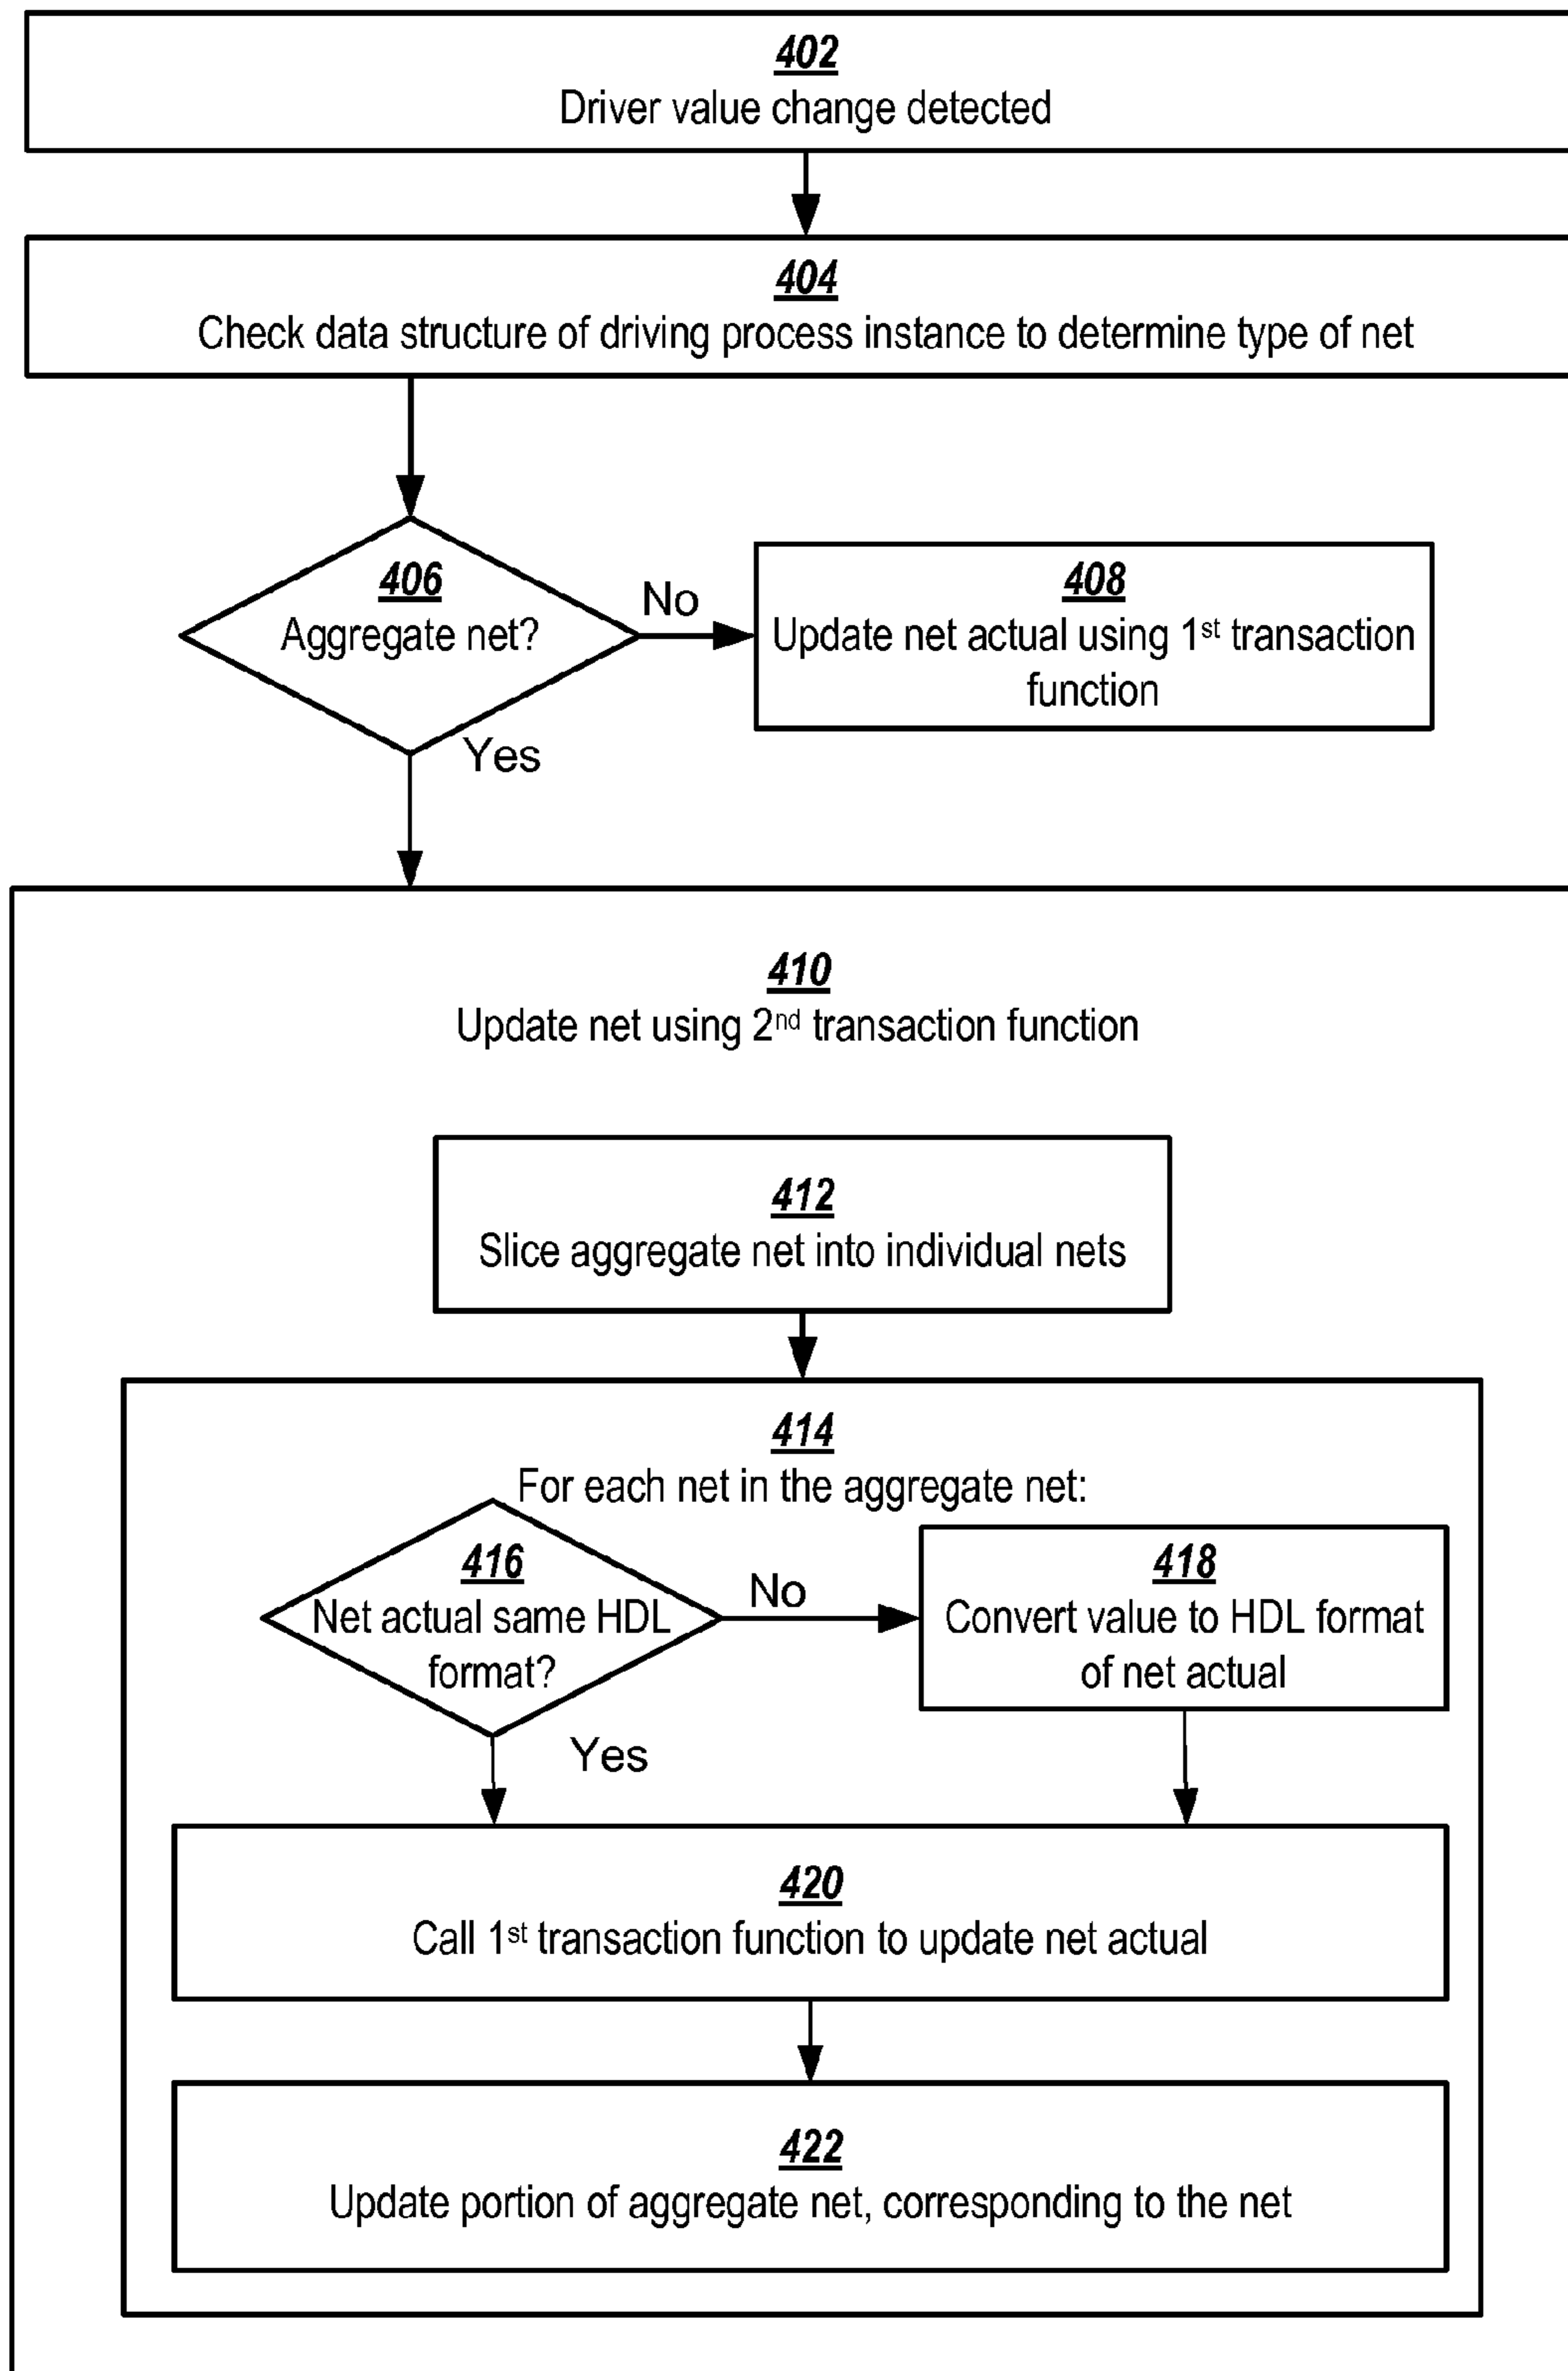 402
Driver value change detected
404
Check data structure of driving process instance to determine type of net
406
Aggregate net?
No
408
Update net actual using 1st transaction
function
Yes
410
Update net using 2nd transaction function
412
Slice aggregate net into individual nets
414
For each net in the aggregate net:
416
Net actual same HDL
format?
No
418
Convert value to HDL format
of net actual
Yes
420
Call 1st transaction function to update net actual
422
Update portion of aggregate net, corresponding to the net